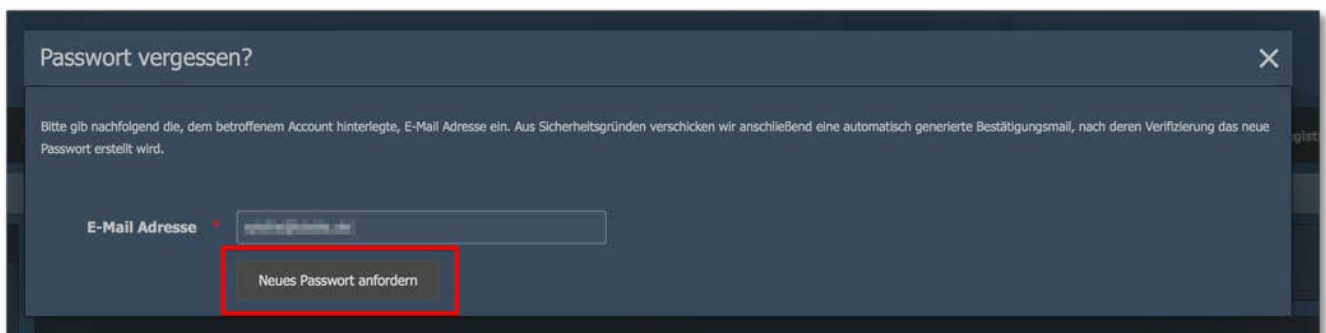 Passwort vergessen?
Bitte gib nachfolgend die, dem betroffenem Account hinterlegte, E-Mail Adresse ein. Aus Sicherheitsgründen verschicken wir anschließend eine automatisch generierte Bestätigungsmail, nach deren Verifizierung das neue
Passwort erstellt wird.
E-Mail Adresse *
Neues Passwort anfordern